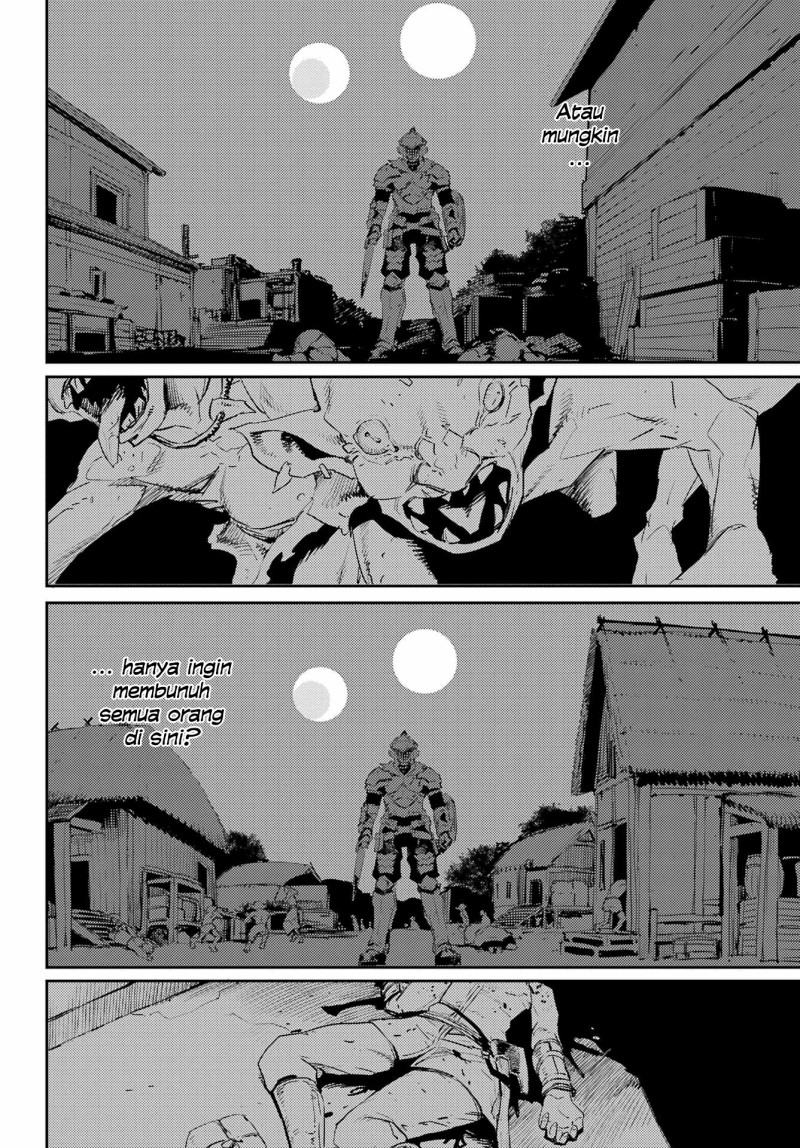 Atau
mungkin
...
... hanya ingin
membunuh
semua orang
di sini?